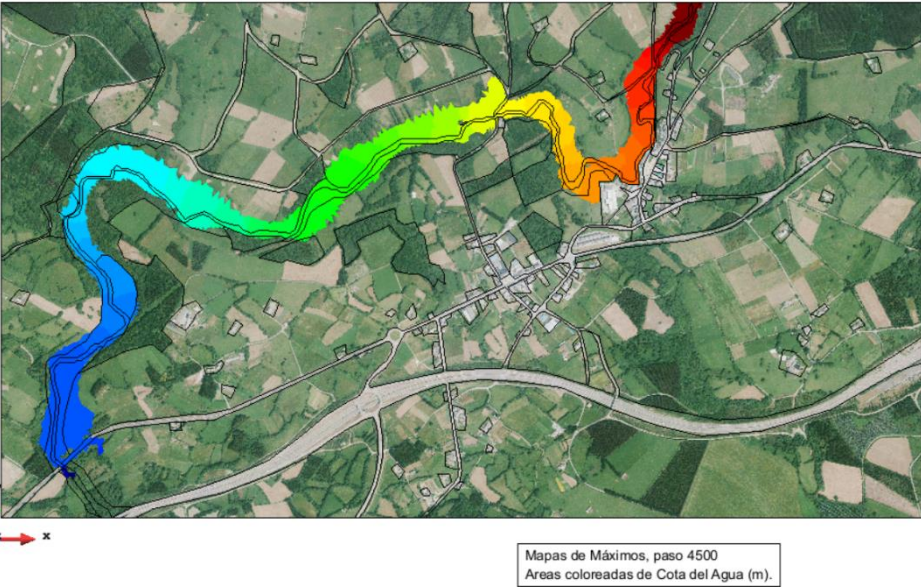 x
Mapas de Máximos, paso 4500
Areas coloreadas de Cota del Agua (m).